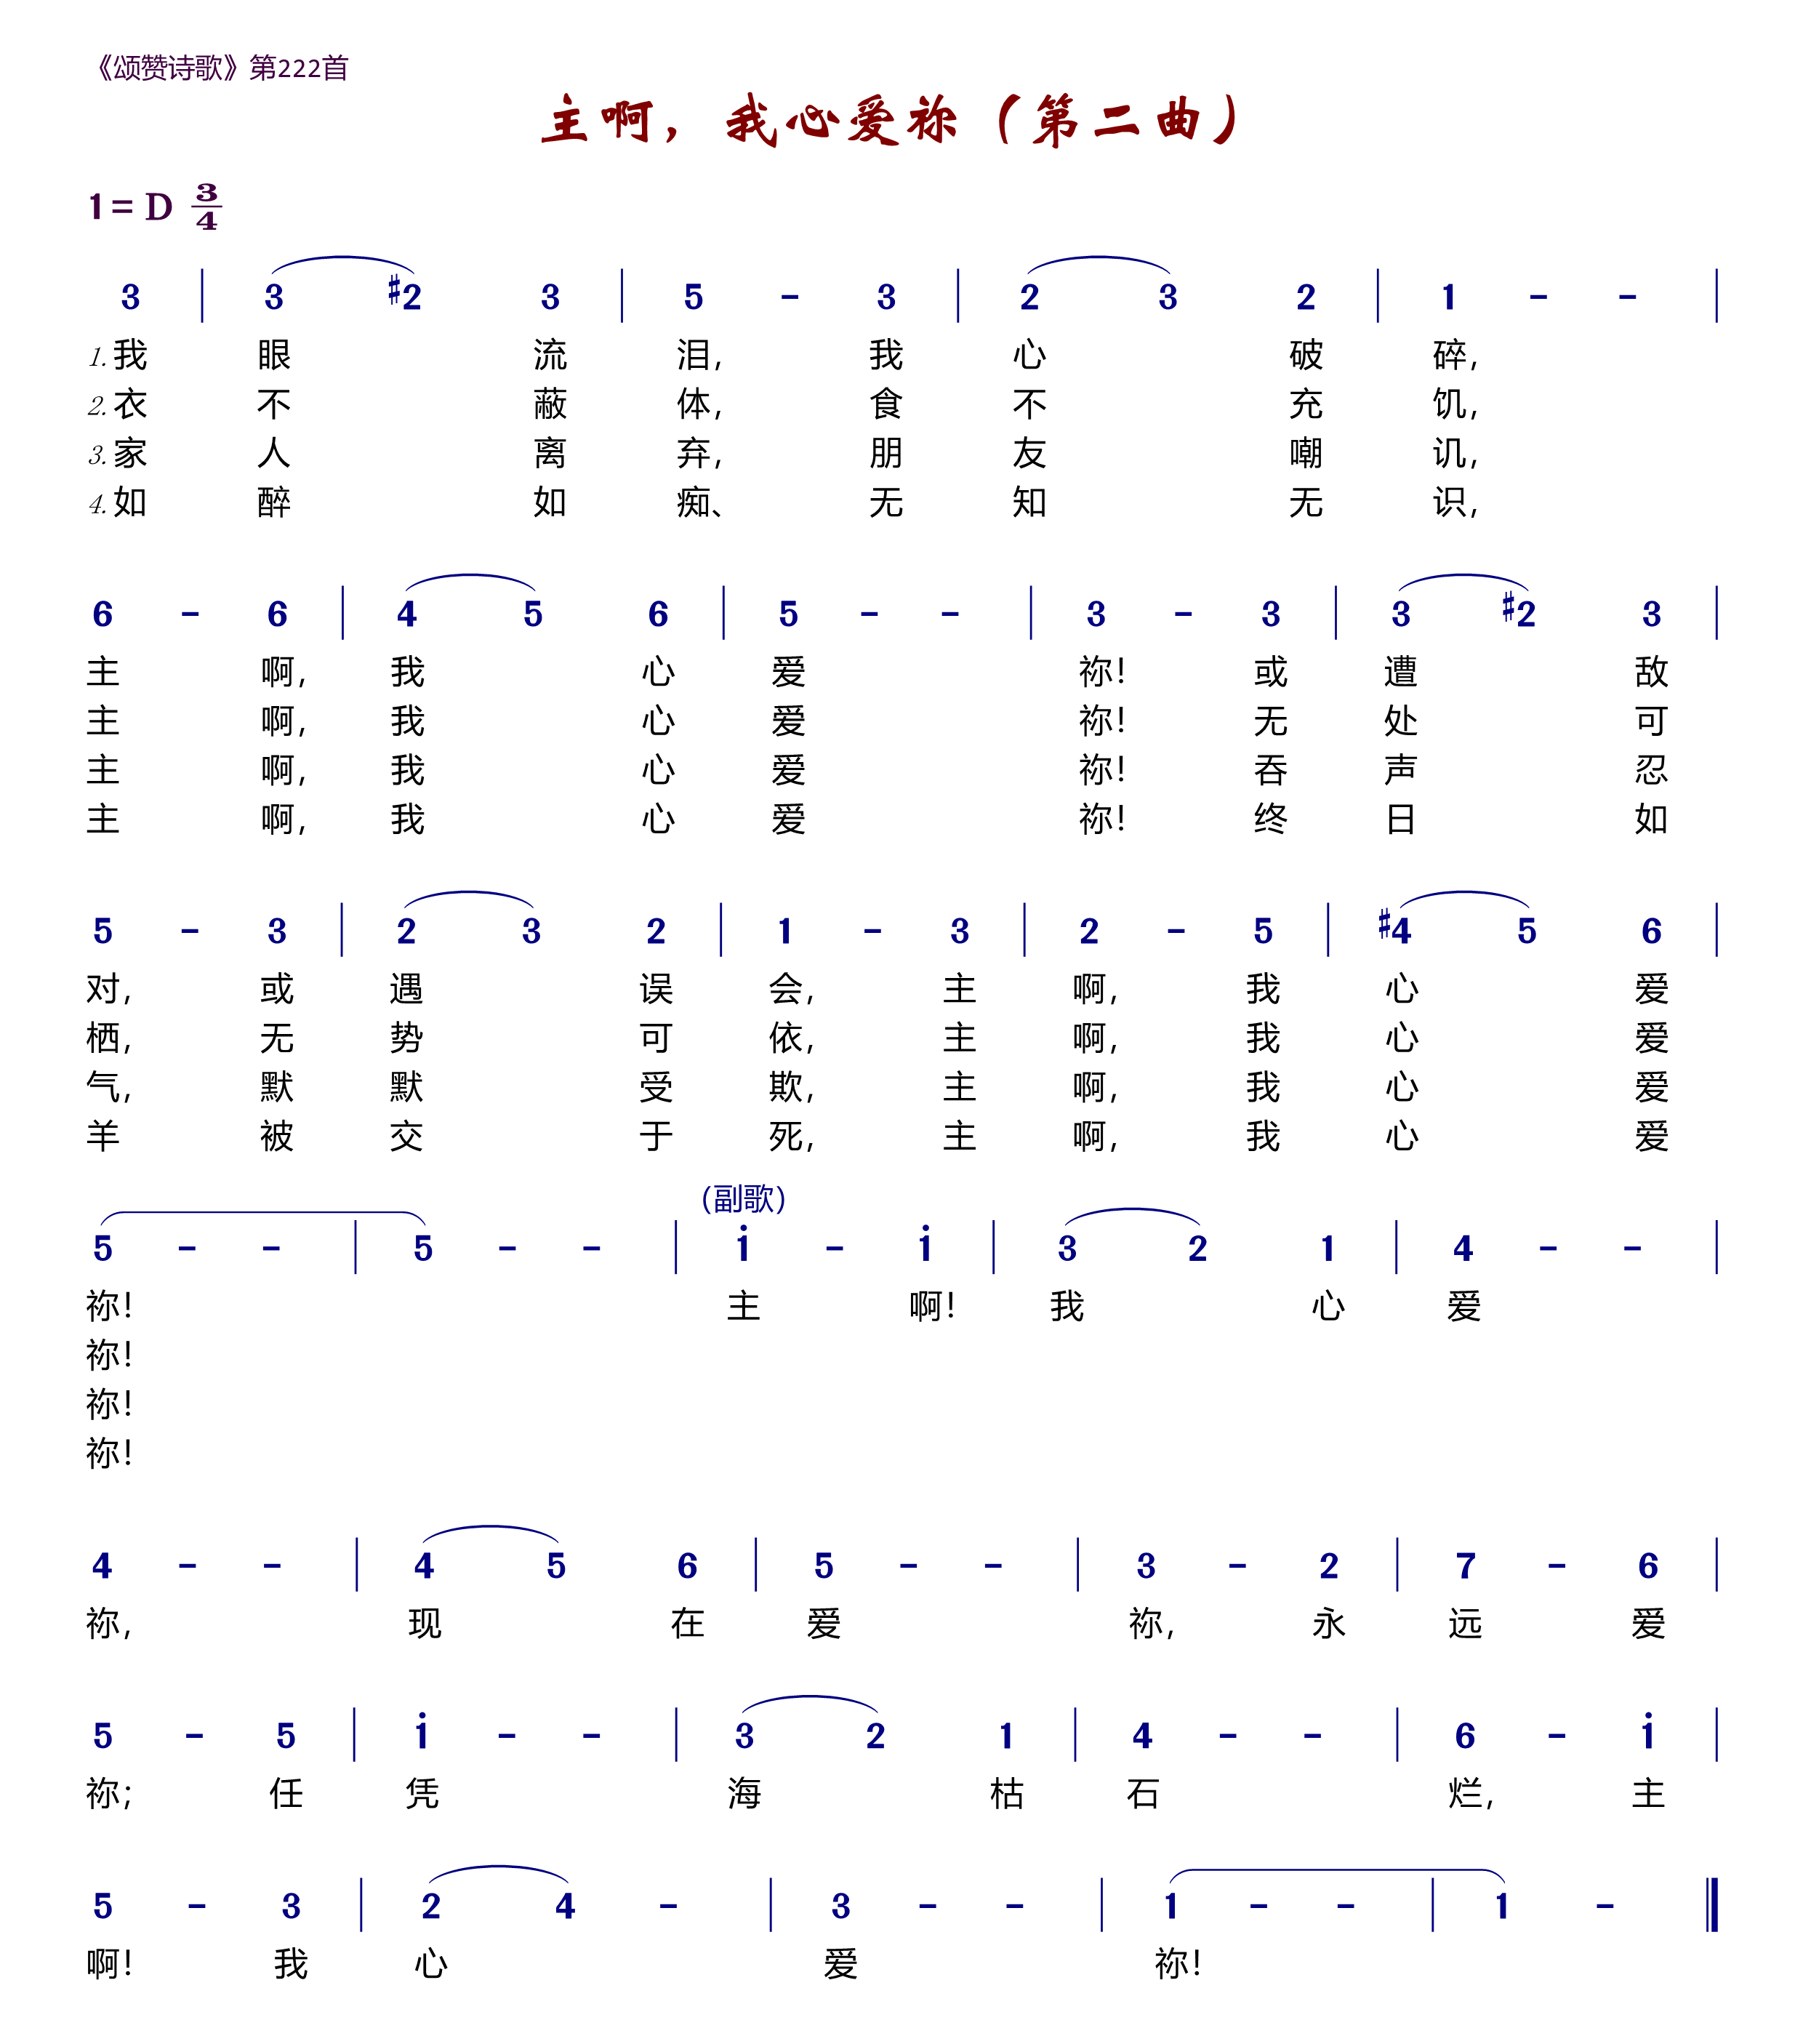 《颂赞诗歌》第222首
主啊，我心爱祢（第二曲）
1= D 3/4
3 | 3 #2 3 | 5 - 3 | 2 3 2 | 1 - - |
1. 我 眼 流 泪， 我 心 破 碎，
2. 衣 不 蔽 体， 食 不 充 饥，
3. 家 人 离 弃， 朋 友 嘲 讥，
4. 如 醉 如 痴、 无 知 无 识，
6 - 6 | 4 5 6 | 5 - - | 3 - 3 | 3 #2 3 |
主 啊， 我 心 爱 祢！ 或 遭 敌
主 啊， 我 心 爱 祢！ 无 处 可
主 啊， 我 心 爱 祢！ 吞 声 忍
主 啊， 我 心 爱 祢！ 终 日 如
5 - 3 | 2 3 2 | 1 - 3 | 2 - 5 | #4 5 6 |
对， 或 遇 误 会， 主 啊， 我 心 爱
栖， 无 势 可 依， 主 啊， 我 心 爱
气， 默 默 受 欺， 主 啊， 我 心 爱
羊 被 交 于 死， 主 啊， 我 心 爱
（副歌）
5 - - | 5 - - | i - i | 3 2 1 | 4 - - |
祢！ 主 啊！ 我 心 爱
祢！
祢！
祢！
4 - - | 4 5 6 | 5 - - | 3 - 2 | 7 - 6 |
祢， 现 在 爱 祢， 永 远 爱
5 - 5 | i - - | 3 2 1 | 4 - - | 6 - i |
祢； 任 凭 海 枯 石 烂， 主
5 - 3 | 2 4 - | 3 - - | 1 - - | 1 - ‖
啊！ 我 心 爱 祢！